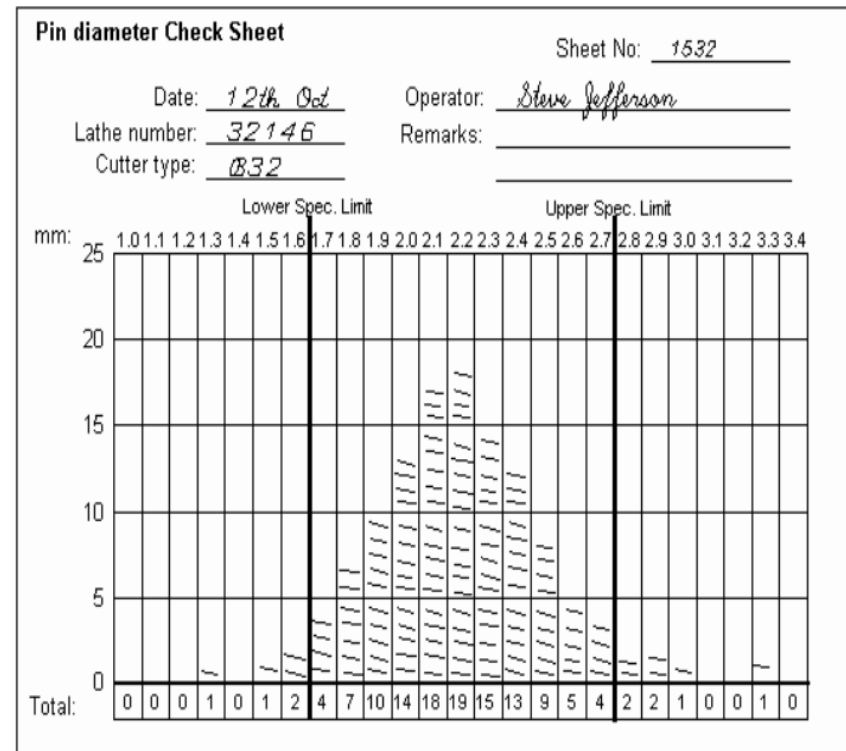 Pin diameter Check Sheet
Sheet No: 1532
Date: 12th Oct Operator: Steve Jefferson
Lathe number: 32146 Remarks:
Cutter type: B32
Lower Spec. Limit Upper Spec. Limit
mm: 1.0 1.1 1.2 1.3 1.4 1.5 1.6 1.7 1.8 1.9 2.0 2.1 2.2 2.3 2.4 2.5 2.6 2.7 2.8 2.9 3.0 3.1 3.2 3.3 3.4
25
20
15
10
5
0
Total: 0 0 0 1 0 1 2 4 7 10 14 18 19 15 13 9 5 4 2 2 1 0 0 1 0